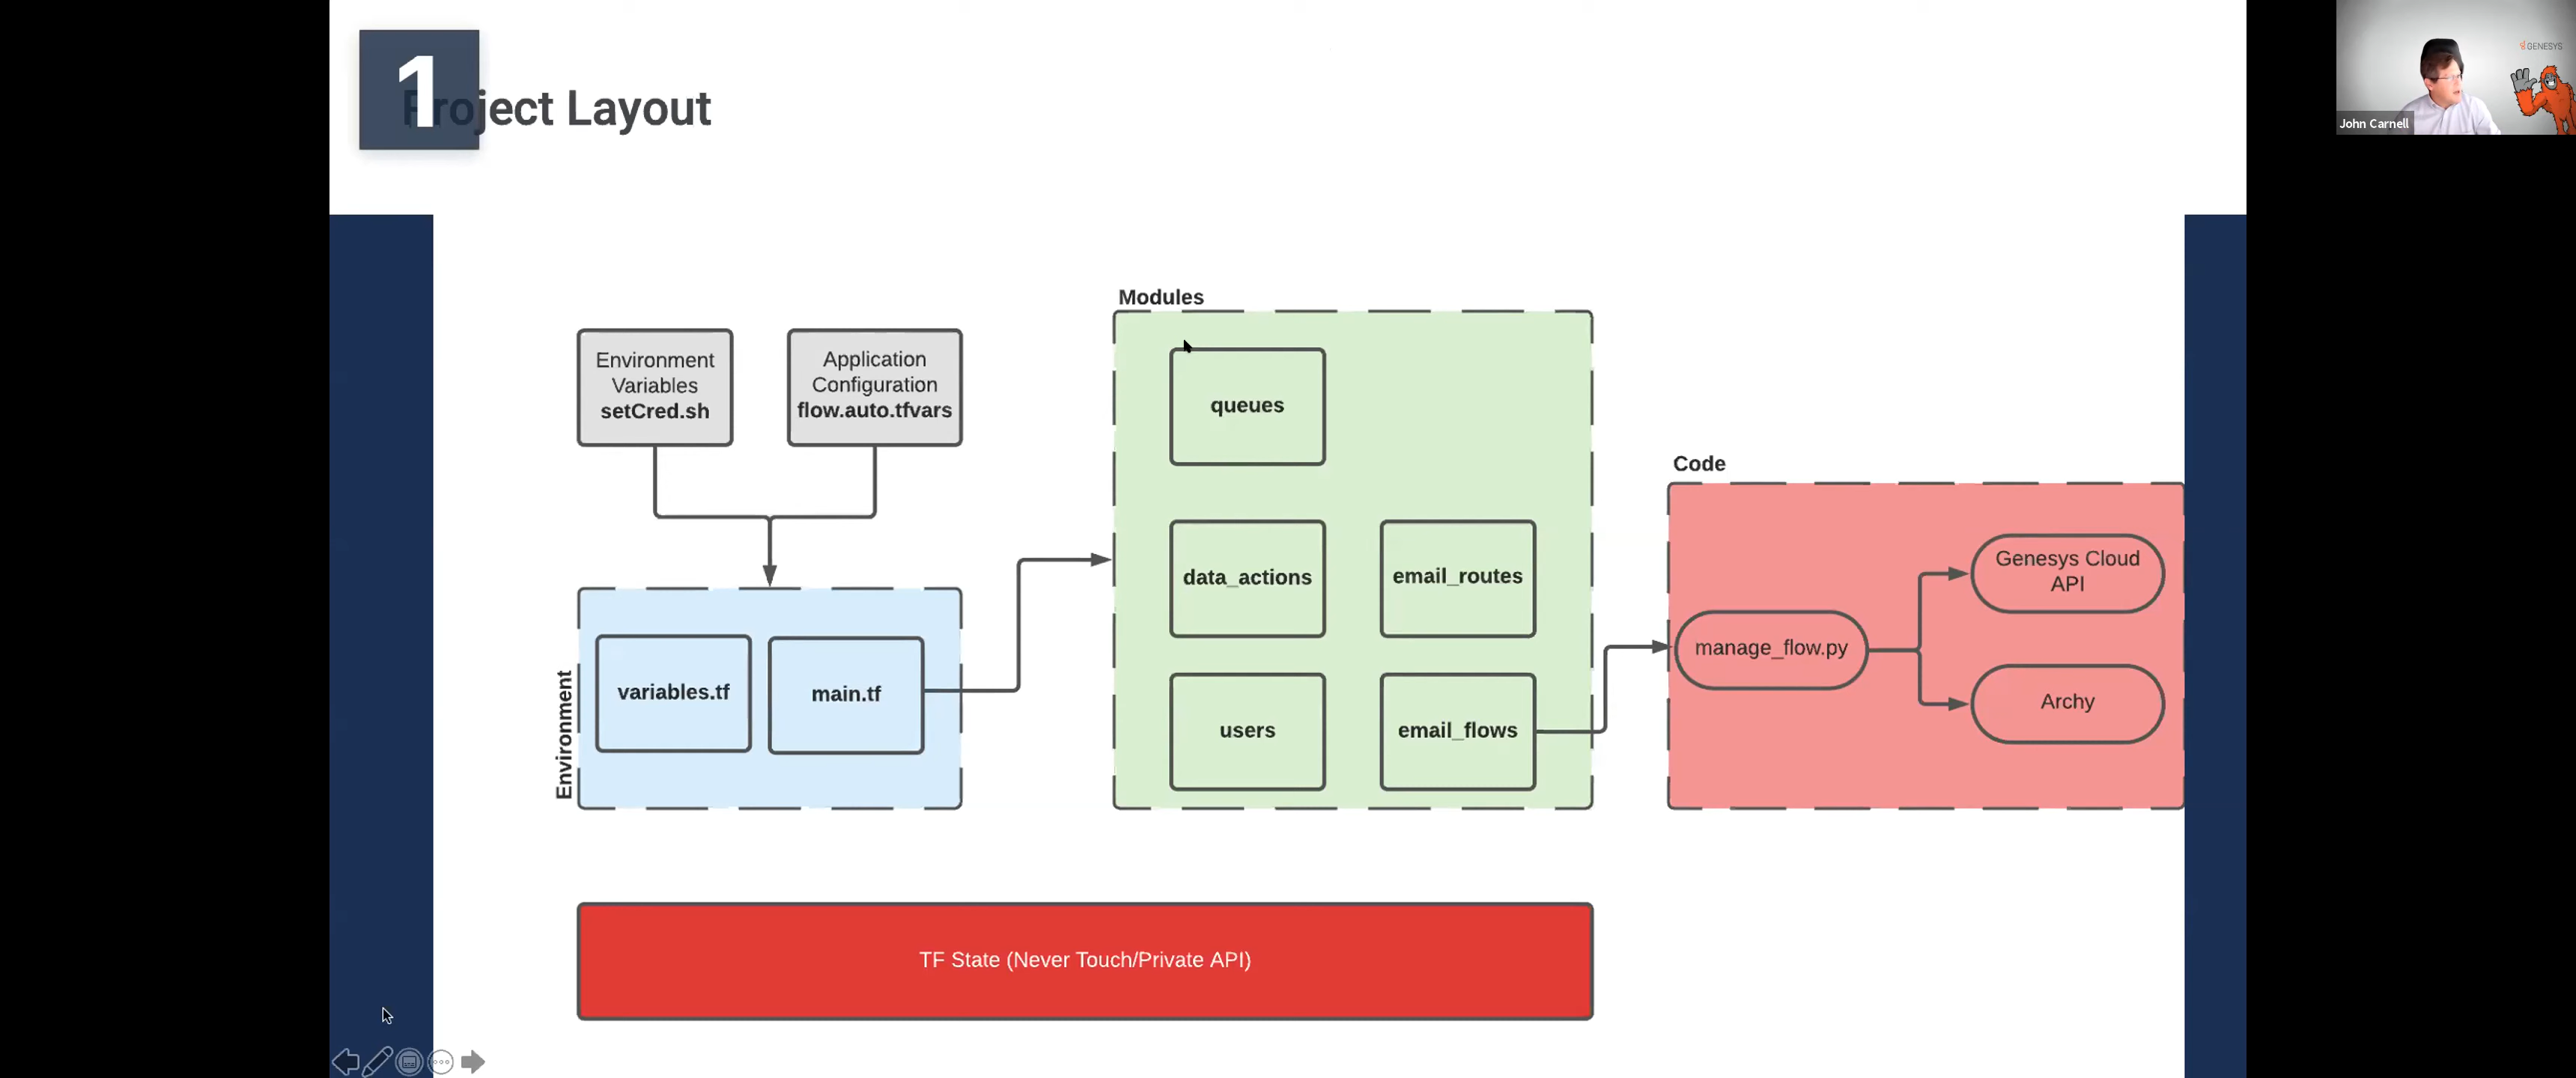 1
Project Layout
GENESYS
John Carnell
Modules
Environment
Variables
setCred.sh
Application
Configuration
flow.auto.tfvars
queues
Code
data_actions
email_routes
Genesys Cloud
API
manage_flow.py
Environment
variables.tf
main.tf
users
email_flows
Archy
TF State (Never Touch/Private API)